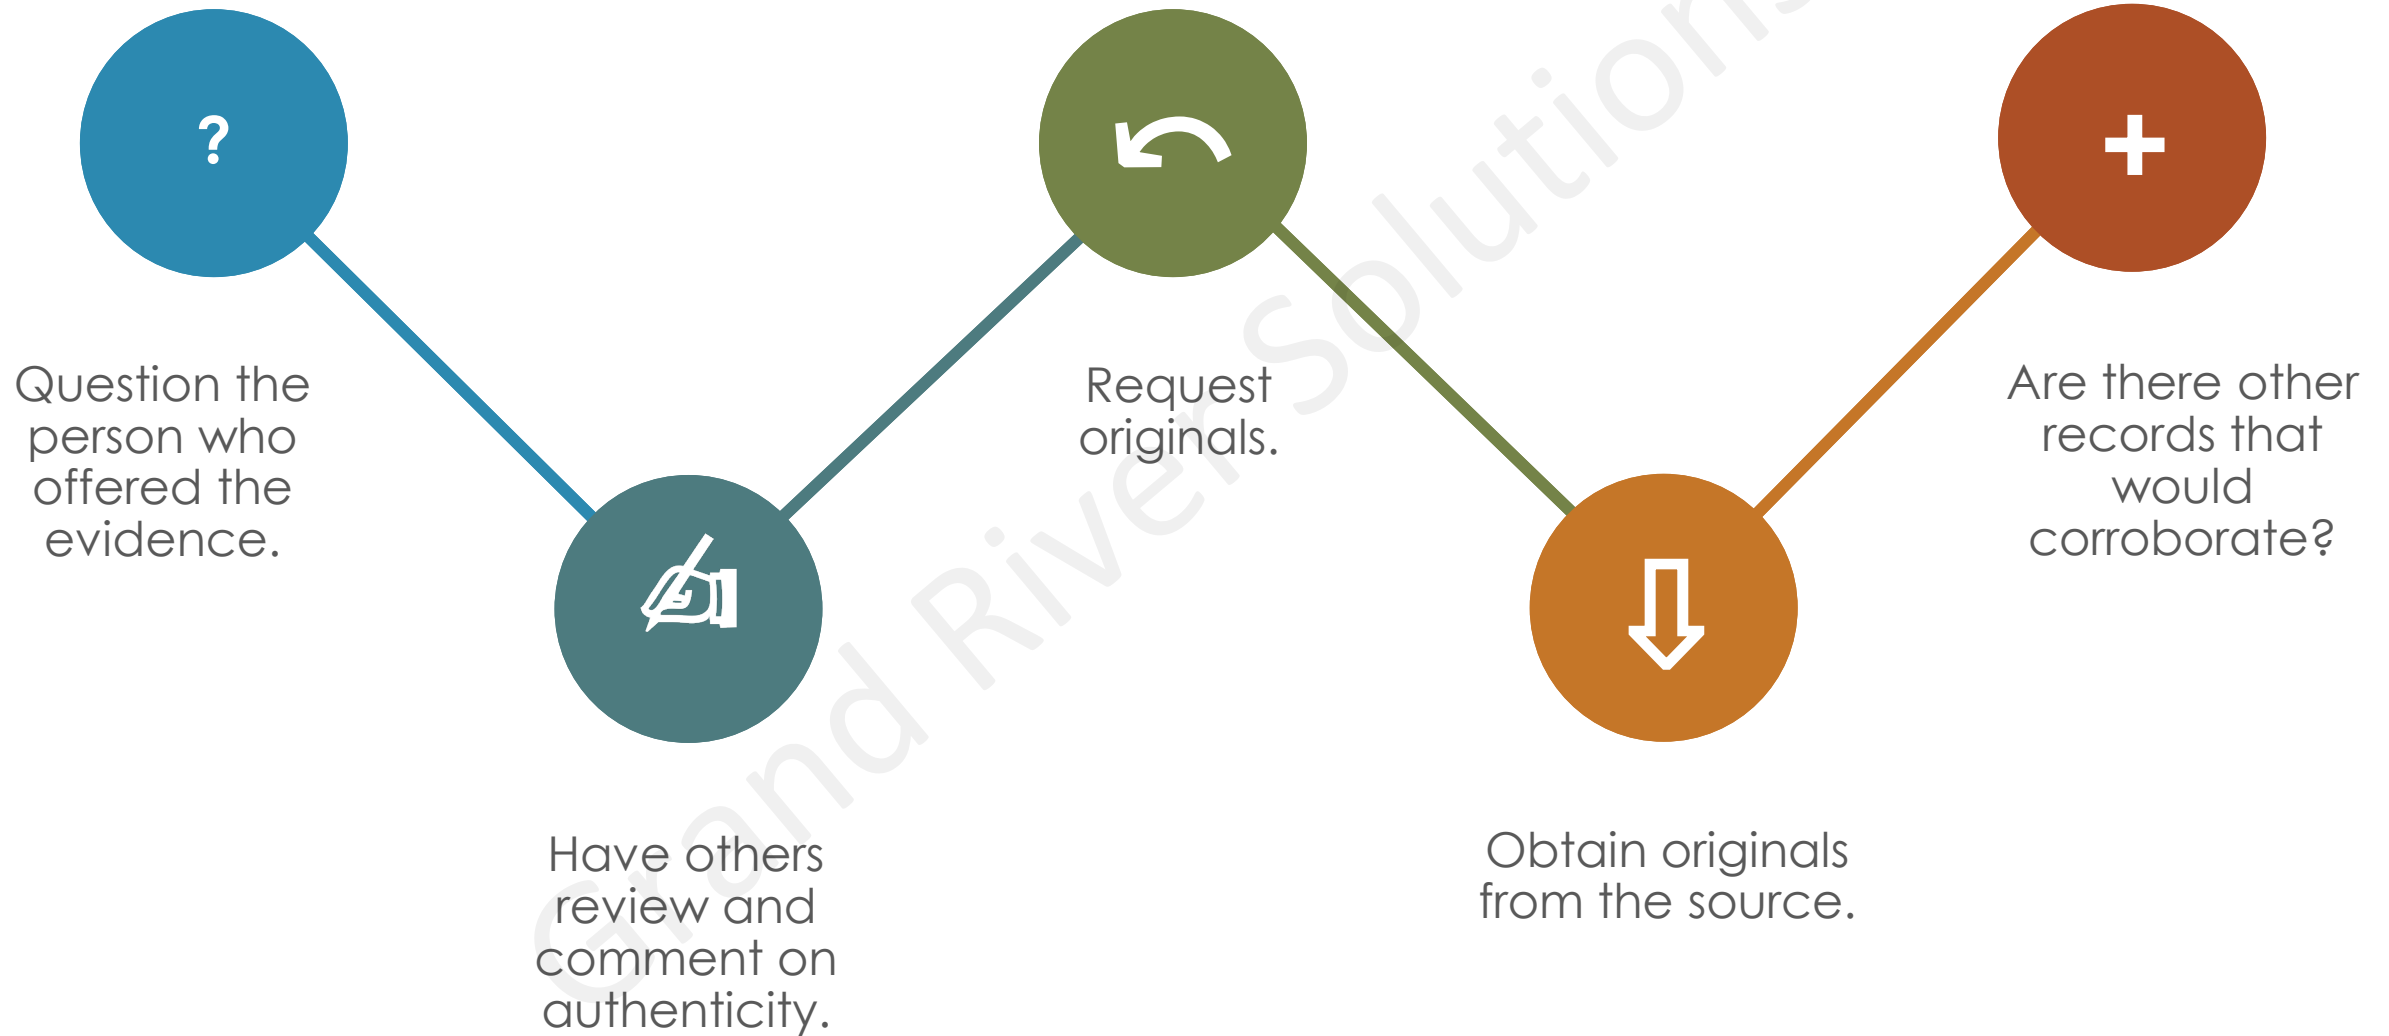 ?
Question the
person who
offered the
evidence.
Have others
review and
comment on
authenticity.
Request
originals.
Obtain originals
from the source.
+
Are there other
records that
would
corroborate?
Grand River Solutions